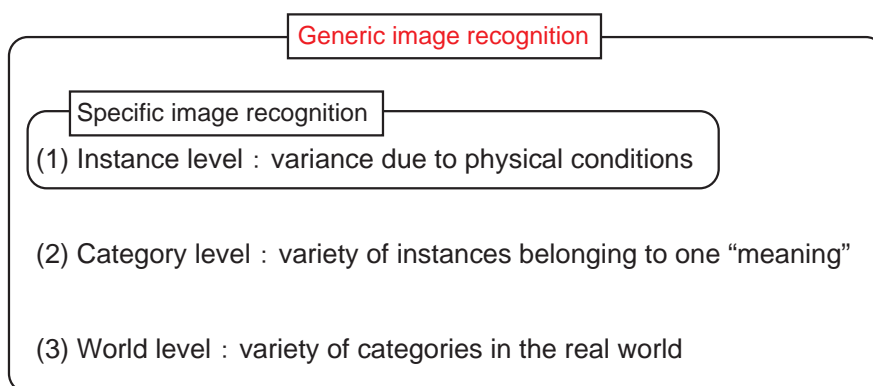 Generic image recognition
Specific image recognition
(1) Instance level : variance due to physical conditions
(2) Category level : variety of instances belonging to one “meaning”
(3) World level : variety of categories in the real world